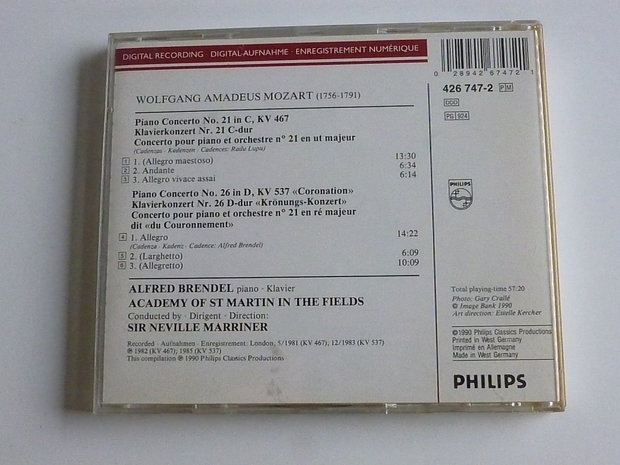 DIGITAL RECORDING · DIGITAL-AUFNAHME · ENREGISTREMENT NUMÉRIQUE
WOLFGANG AMADEUS MOZART (1756-1791)
Piano Concerto No. 21 in C, KV 467
Klavierkonzert Nr. 21 C-dur
Concerto pour piano et orchestre n° 21 en ut majeur
(Cadenzas · Kadenzen · Cadences: Radu Lupu)
1 1. (Allegro maestoso) 13:30
2 2. Andante 6:34
3 3. Allegro vivace assai 6:14
Piano Concerto No. 26 in D, KV 537 «Coronation»
Klavierkonzert Nr. 26 D-dur «Krönungs-Konzert»
Concerto pour piano et orchestre n° 21 en ré majeur
dit «du Couronnement»
4 1. Allegro 14:22
(Cadenza · Kadenz · Cadence: Alfred Brendel)
5 2. (Larghetto) 6:09
6 3. (Allegretto) 10:09
ALFRED BRENDEL piano · Klavier
ACADEMY OF ST MARTIN IN THE FIELDS
Conducted by · Dirigent · Direction:
SIR NEVILLE MARRINER
Recorded · Aufnahmen · Enregistrement: London, 5/1981 (KV 467); 12/1983 (KV 537)
℗ 1982 (KV 467); 1985 (KV 537)
This compilation ℗ 1990 Philips Classics Productions
0 28942 67472 1
426 747-2 PM
DDD
PG 924
PHILIPS
Total playing-time 57:20
Photo: Gary Crallé
© Image Bank 1990
Art direction: Estelle Kercher
©1990 Philips Classics Productions
Printed in West Germany
Imprimé en Allemagne
Made in West Germany
PHILIPS